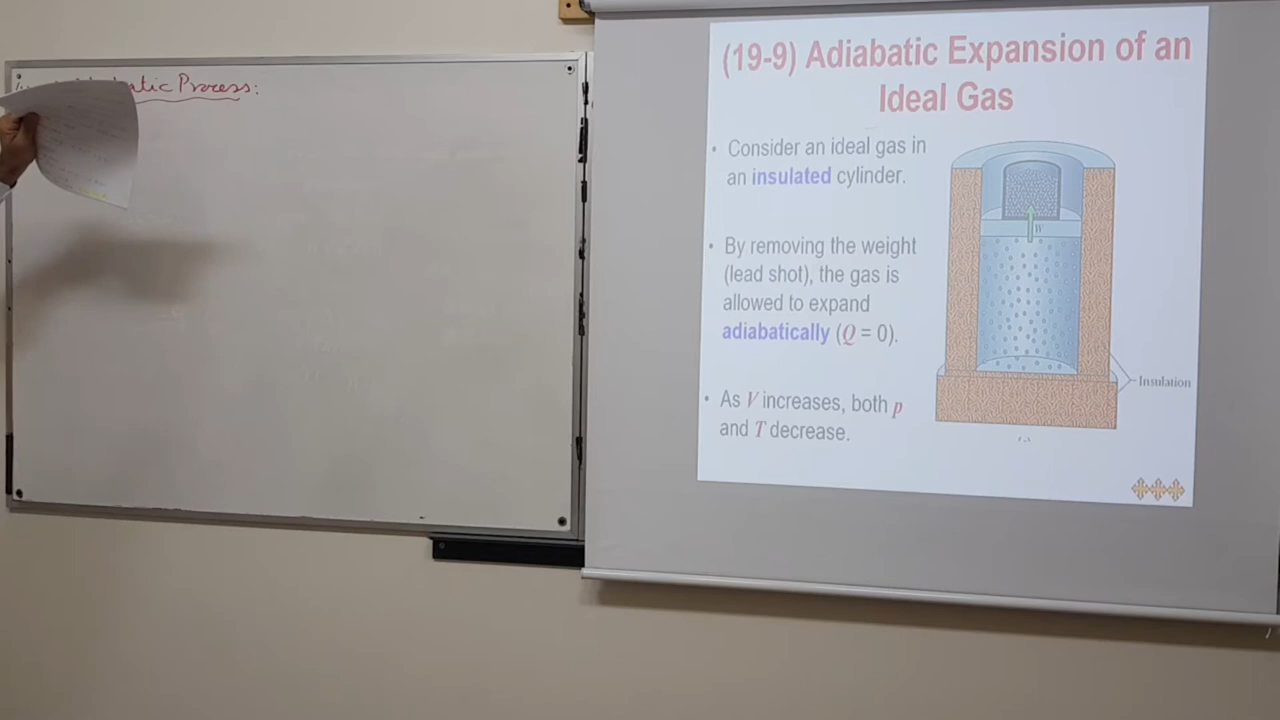 Process:
(19-9) Adiabatic Expansion of an
Ideal Gas
• Consider an ideal gas in
an insulated cylinder.
• By removing the weight
(lead shot), the gas is
allowed to expand
adiabatically (Q = 0).
• As V increases, both p
and T decrease.
W
Insulation